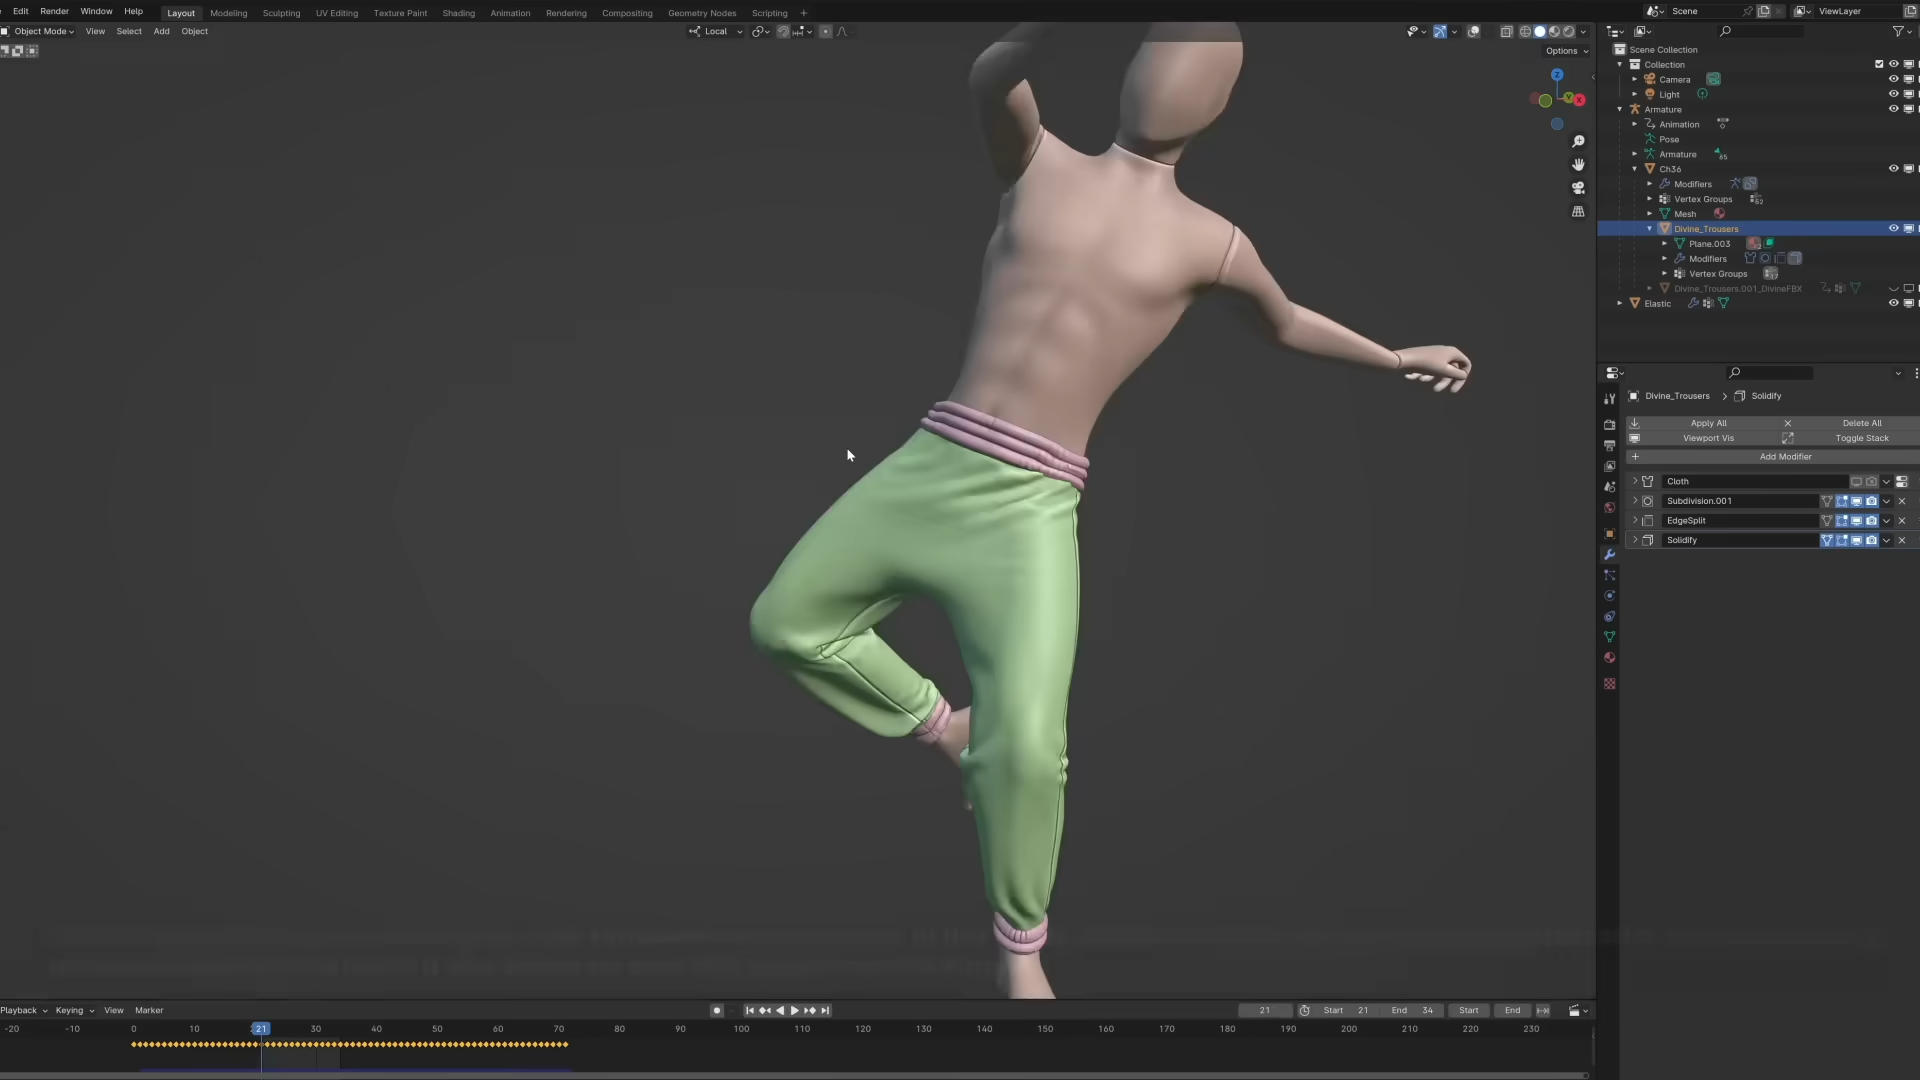 Edit Render Window Help Layout Modeling Sculpting UV Editing Texture Paint Shading Animation Rendering Compositing Geometry Nodes Scripting + Scene ViewLayer
Object Mode View Select Add Object Local
Options
Z
Y X
Scene Collection
Collection
Camera
Light
Armature
Animation
Pose
Armature 65
Ch36
Modifiers
Vertex Groups 52
Mesh
Divine_Trousers
Plane.003
Modifiers
Vertex Groups
Divine_Trousers.001_DivineFBX
Elastic
Divine_Trousers > Solidify
Apply All Delete All
Viewport Vis Toggle Stack
Add Modifier
Cloth
Subdivision.001
EdgeSplit
Solidify
Playback Keying View Marker 21 Start 21 End 34 Start End
-20 -10 0 10 21 30 40 50 60 70 80 90 100 110 120 130 140 150 160 170 180 190 200 210 220 230